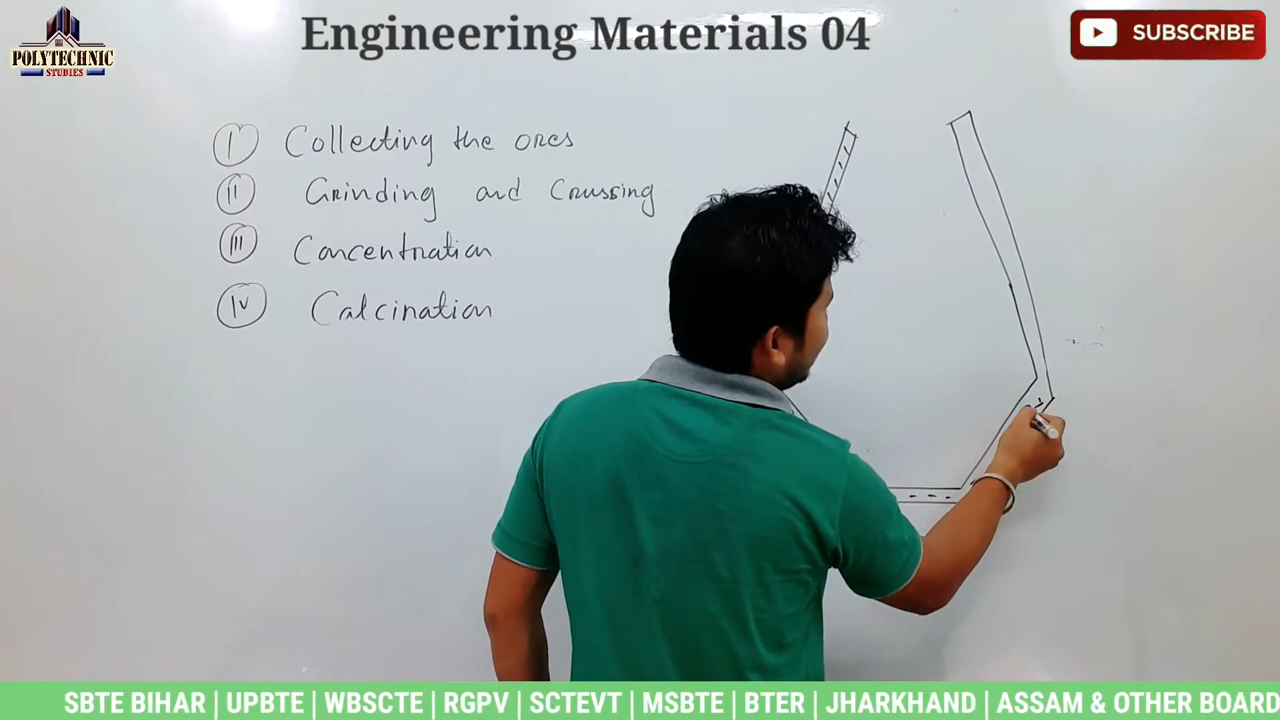 POLYTECHNIC
STUDIES
Engineering Materials 04
SUBSCRIBE
I Collecting the ores
II Grinding and Crussing
III Concentration
IV Calcination
SBTE BIHAR | UPBTE | WBSCTE | RGPV | SCTEVT | MSBTE | BTER | JHARKHAND | ASSAM & OTHER BOARD